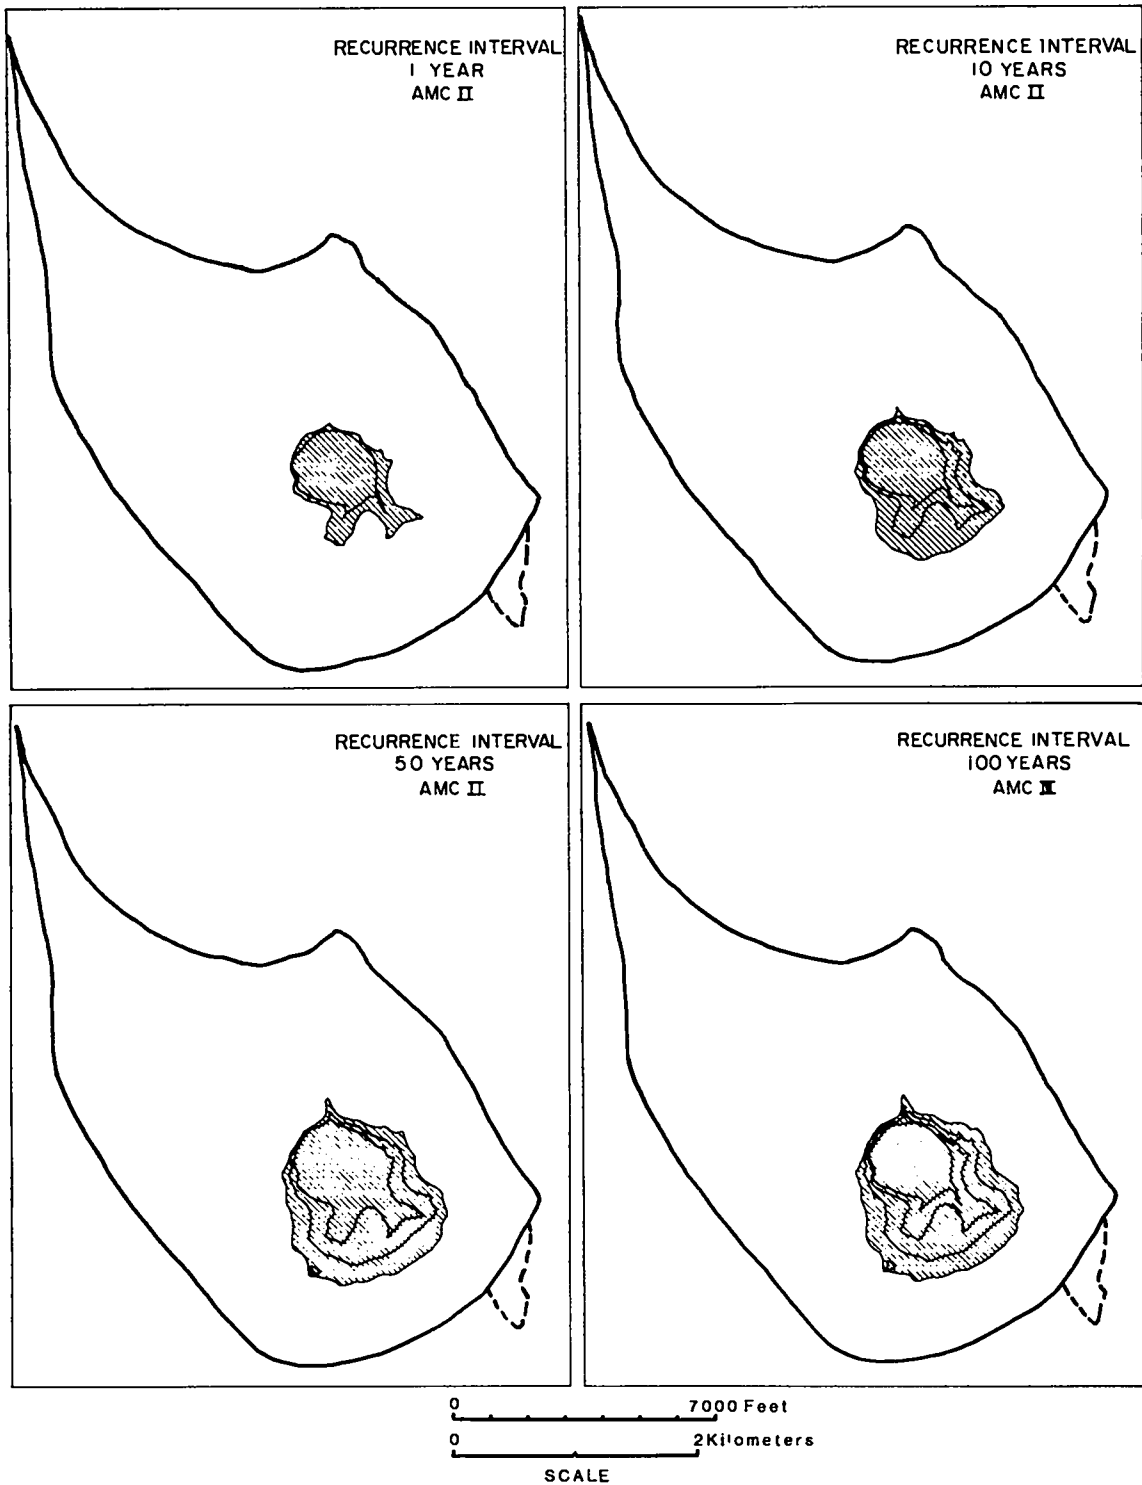 RECURRENCE INTERVAL
1 YEAR
AMC II
RECURRENCE INTERVAL
10 YEARS
AMC II
RECURRENCE INTERVAL
50 YEARS
AMC II
RECURRENCE INTERVAL
100 YEARS
AMC
0 7000 Feet
0 2 Kilometers
SCALE